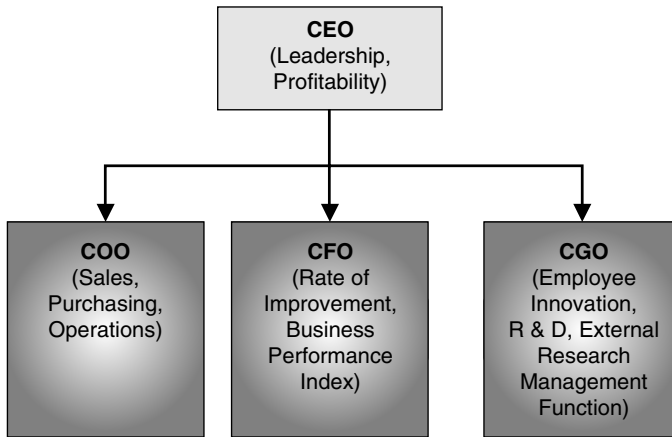 CEO
(Leadership,
Profitability)
COO
(Sales,
Purchasing,
Operations)
CFO
(Rate of
Improvement,
Business
Performance
Index)
CGO
(Employee
Innovation,
R & D, External
Research
Management
Function)